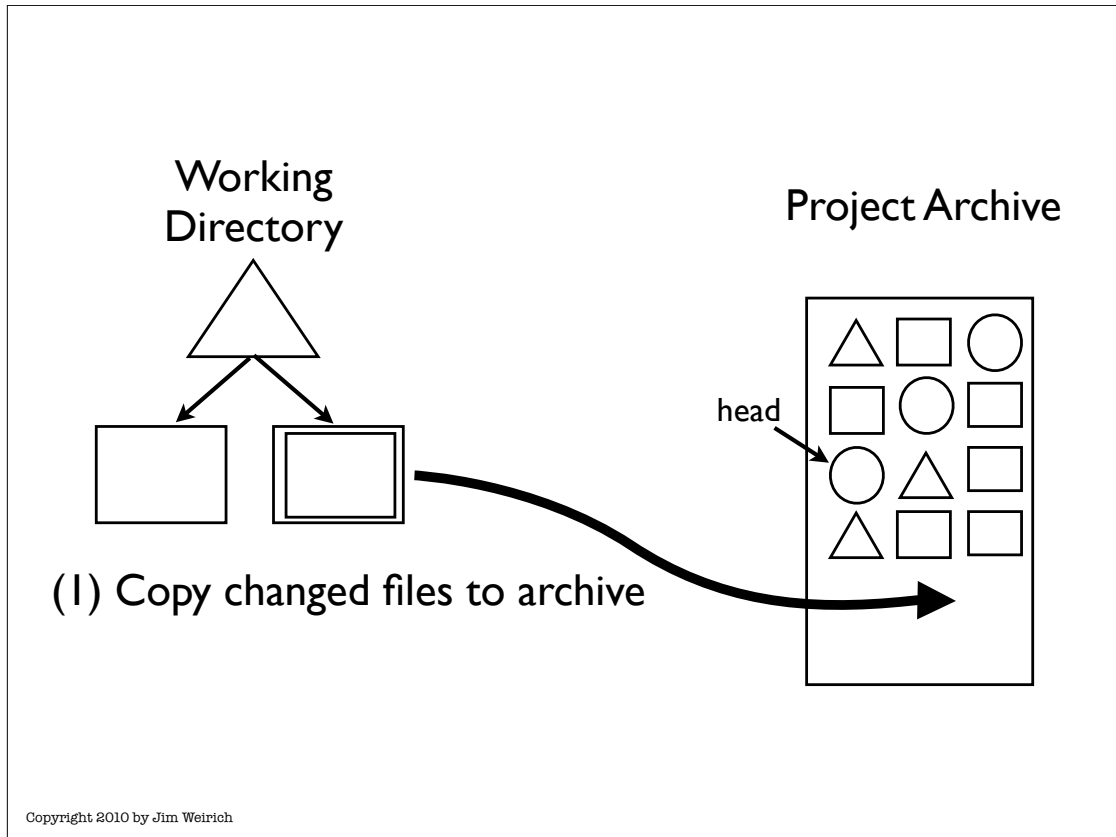 Working
Directory
Project Archive
head
(1) Copy changed files to archive
Copyright 2010 by Jim Weirich